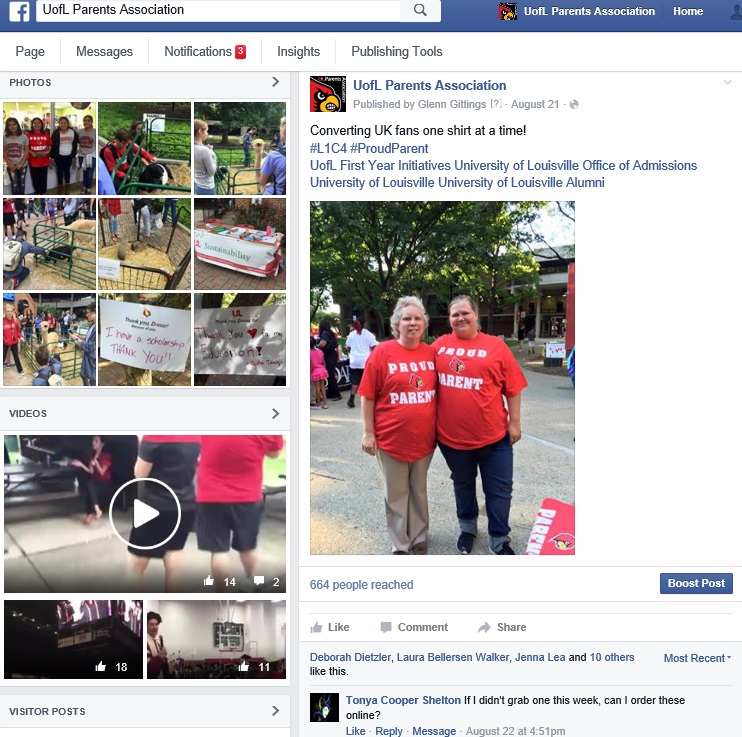 UofL Parents Association
UofL Parents Association
Home
Page
Messages
Notifications 3
Insights
Publishing Tools
PHOTOS
Sustainability
Thank you, Donor!
I have a scholarship
THANK YOU!!
UL
Thank You
Education!
VIDEOS
14
2
18
11
VISITOR POSTS
UofL Parents Association
Published by Glenn Gittings [?] · August 21 ·
Converting UK fans one shirt at a time!
#L1C4 #ProudParent
UofL First Year Initiatives University of Louisville Office of Admissions
University of Louisville University of Louisville Alumni
PROUD
PARENT
PROUD
PARENT
664 people reached
Boost Post
Like
Comment
Share
Deborah Dietzler, Laura Bellersen Walker, Jenna Lea and 10 others
like this.
Most Recent
Tonya Cooper Shelton If I didn't grab one this week, can I order these
online?
Like · Reply · Message · August 22 at 4:51pm